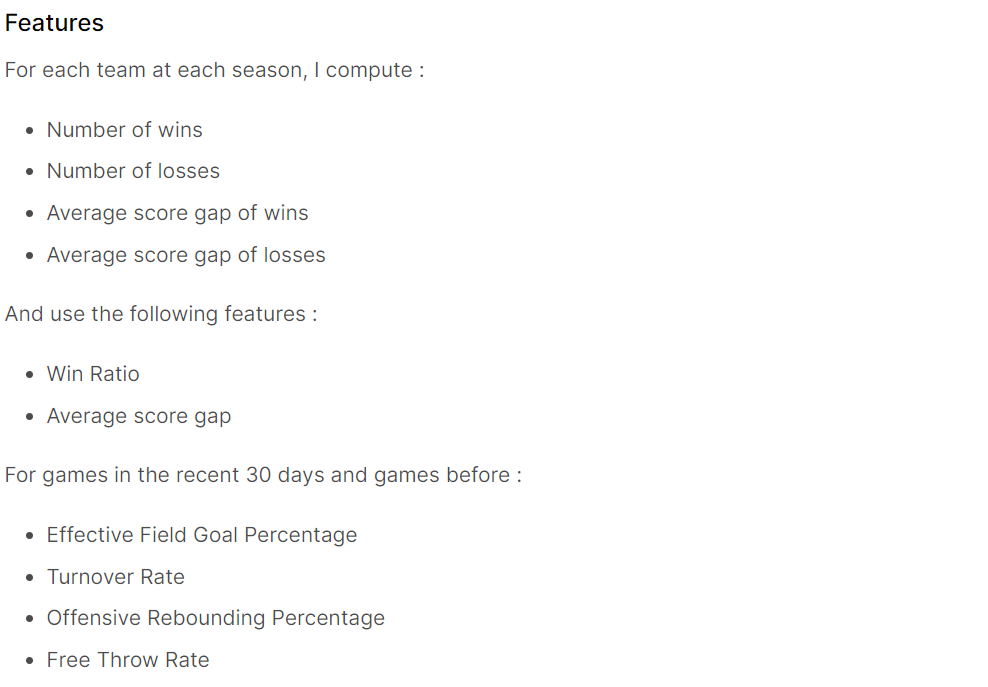 Features
For each team at each season, I compute :
• Number of wins
• Number of losses
• Average score gap of wins
• Average score gap of losses
And use the following features :
• Win Ratio
• Average score gap
For games in the recent 30 days and games before :
• Effective Field Goal Percentage
• Turnover Rate
• Offensive Rebounding Percentage
• Free Throw Rate